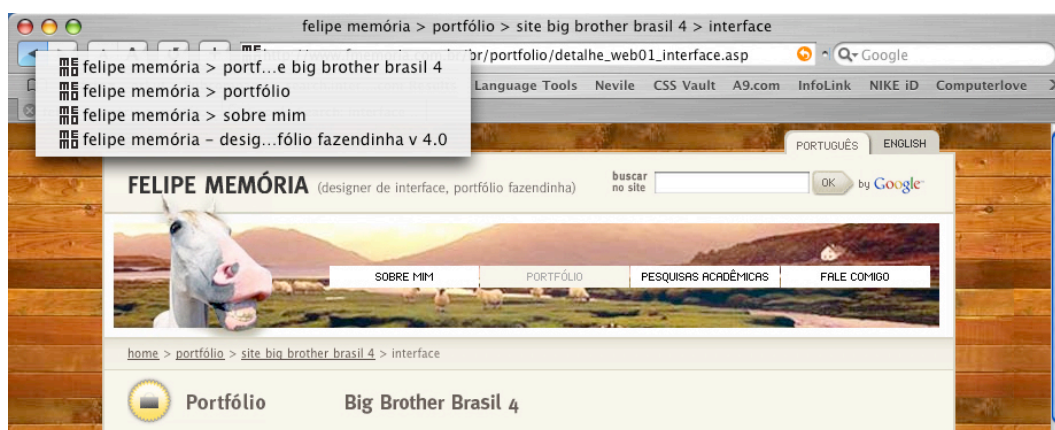 felipe memória > portfólio > site big brother brasil 4 > interface
br/portfolio/detalhe_web01_interface.asp
Google
felipe memória > portf...e big brother brasil 4
felipe memória > portfólio
felipe memória > sobre mim
felipe memória – desig...fólio fazendinha v 4.0
Language Tools Nevile CSS Vault A9.com InfoLink NIKE iD Computerlove
PORTUGUÊS ENGLISH
FELIPE MEMÓRIA (designer de interface, portfólio fazendinha)
buscar
no site
OK by Google
SOBRE MIM PORTFÓLIO PESQUISAS ACADÊMICAS FALE COMIGO
home > portfólio > site big brother brasil 4 > interface
Portfólio Big Brother Brasil 4